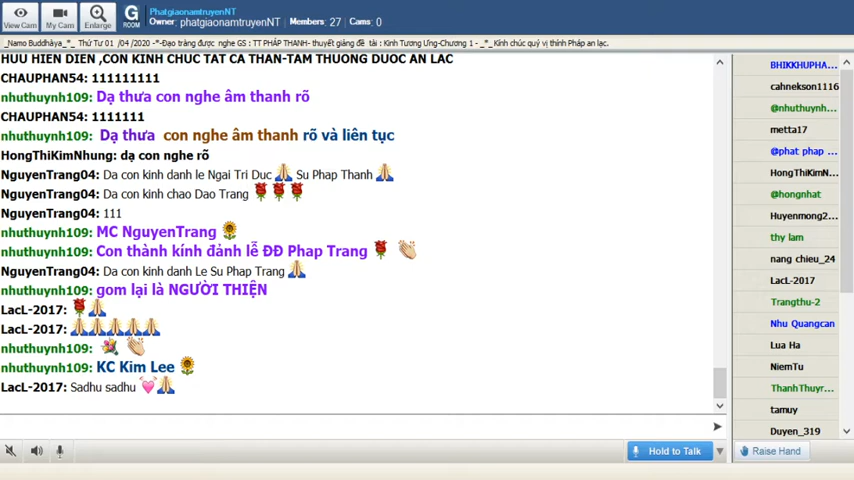 View Cam
My Cam
Enlarge
G
ROOM
PhatgiaonamtruyenNT
Owner: phatgiaonamtruyenNT | Members: 27 | Cams: 0
_Namo Buddhàya_*_ Thứ Tư 01 /04 /2020 -*-Đạo tràng được nghe GS : TT PHÁP THANH- thuyết giảng đề tài : Kinh Tương Ưng-Chương 1 - _*_ Kính chúc quý vị thính Pháp an lạc.
HUU HIEN DIEN ,CON KINH CHUC TAT CA THAN-TAM THUONG DUOC AN LAC
CHAUPHAN54: 111111111
nhuthuynh109: Dạ thưa con nghe âm thanh rõ
CHAUPHAN54: 1111111
nhuthuynh109: Dạ thưa con nghe âm thanh rõ và liên tục
HongThiKimNhung: dạ con nghe rõ
NguyenTrang04: Da con kinh danh le Ngai Tri Duc 🙏 Su Phap Thanh 🙏
NguyenTrang04: Da con kinh chao Dao Trang 🌹🌹🌹
NguyenTrang04: 111
nhuthuynh109: MC NguyenTrang 🌻
nhuthuynh109: Con thành kính đảnh lễ ĐĐ Phap Trang 🌹 👏
NguyenTrang04: Da con kinh danh Le Su Phap Trang 🙏
nhuthuynh109: gom lại là NGƯỜI THIỆN
LacL-2017: 🌹🙏
LacL-2017: 🙏🙏🙏🙏🙏
nhuthuynh109: 💐 👏
nhuthuynh109: KC Kim Lee 🌻
LacL-2017: Sadhu sadhu 💓🙏
BHIKKHUPHA...
cahnekson1116
@nhuthuynh...
metta17
@phat phap ...
HongThiKimN...
@hongnhat
Huyenmong2...
thy lam
nang chieu_24
LacL-2017
Trangthu-2
Nhu Quangcan
Lua Ha
NiemTu
ThanhThuyr...
tamuy
Duyen_319
Hold to Talk
Raise Hand